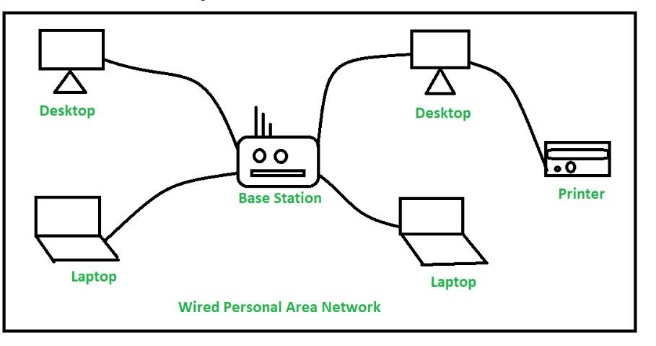 Desktop
Desktop
Printer
Base Station
Laptop
Laptop
Wired Personal Area Network